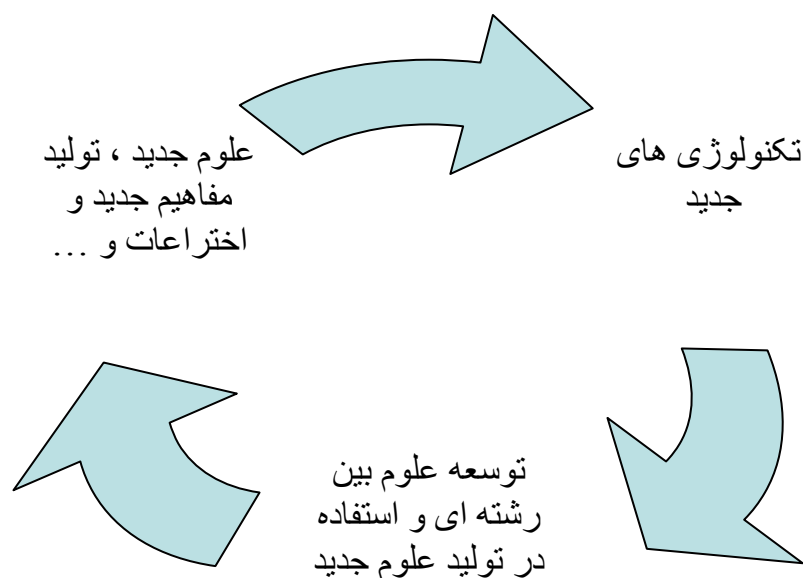 تکنولوژی های
جدید
علوم جدید ، تولید
مفاهیم جدید و
اختراعات و ...
توسعه علوم بین
رشته ای و استفاده
در تولید علوم جدید